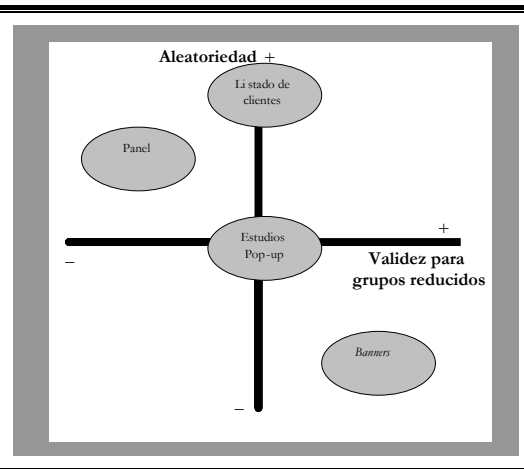 Aleatoriedad +
Li stado de
clientes
Panel
Estudios
Pop-up
+
–
Validez para
grupos reducidos
Banners
–